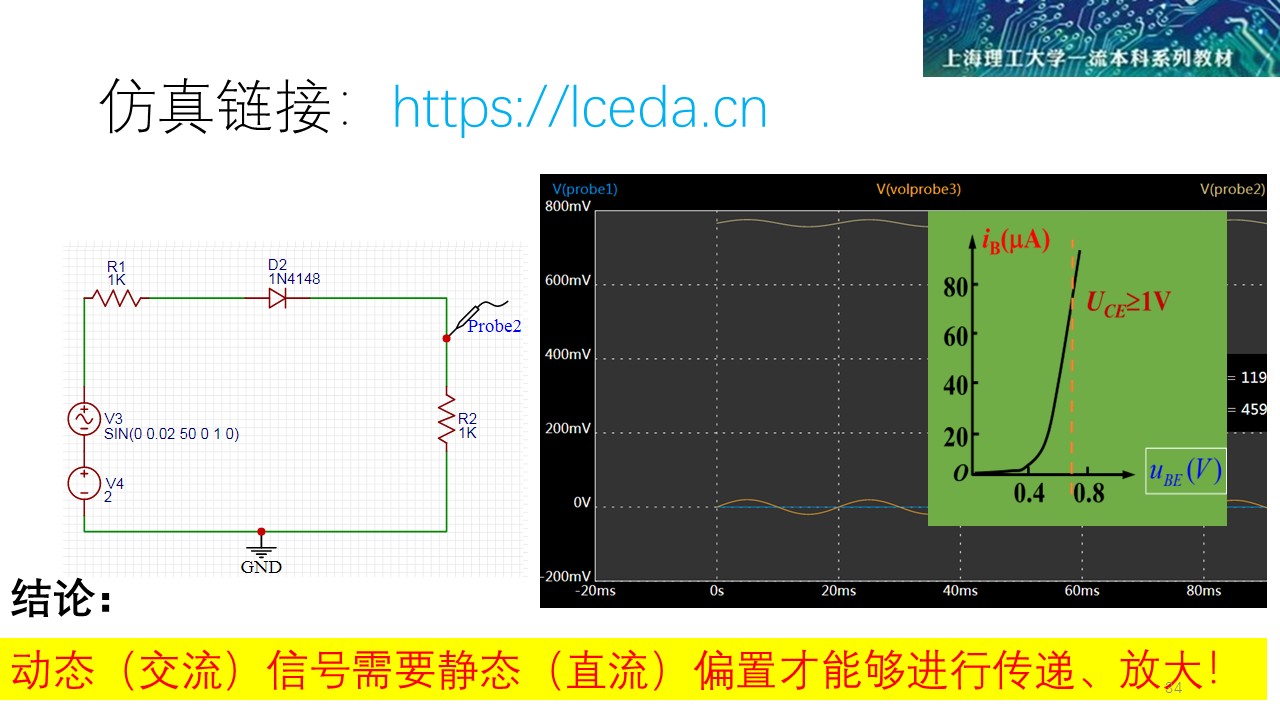 上海理工大学一流本科系列教材
仿真链接：https://lceda.cn
R1
1K
D2
1N4148
Probe2
R2
1K
V3
SIN(0 0.02 50 0 1 0)
V4
2
GND
V(probe1) V(volprobe3) V(probe2)
800mV
600mV
400mV
200mV
0V
-200mV
-20ms 0s 20ms 40ms 60ms 80ms
= 119
= 459
iB(μA)
80
60
40
20
O
0.4 0.8
UCE≥1V
uBE(V)
结论：
动态（交流）信号需要静态（直流）偏置才能够进行传递、放大！
64